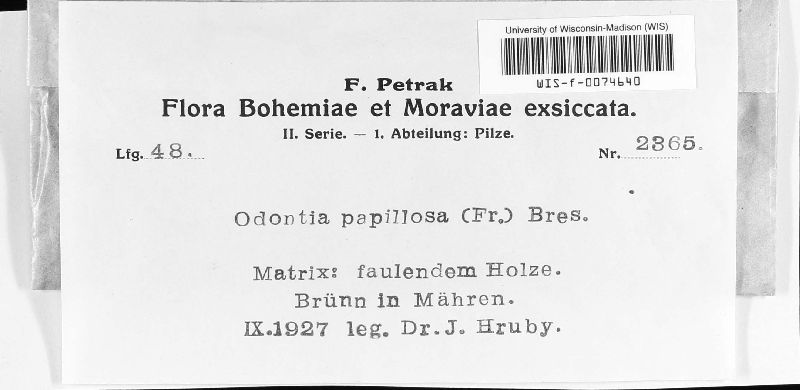 University of Wisconsin-Madison (WIS)
WIS-f-0074640
F. Petrak
Flora Bohemiae et Moraviae exsiccata.
II. Serie. — 1. Abteilung: Pilze.
Lfg. 48.
Nr. 2365.
Odontia papillosa (Fr.) Bres.
Matrix: faulendem Holze.
Brünn in Mähren.
IX.1927 leg. Dr. J. Hruby.